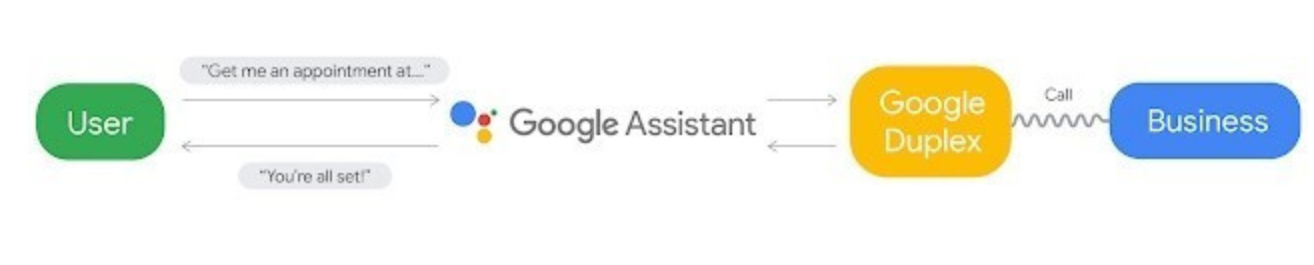 "Get me an appointment at..."
User
Google Assistant
"You're all set!"
Google
Duplex
Call
Business